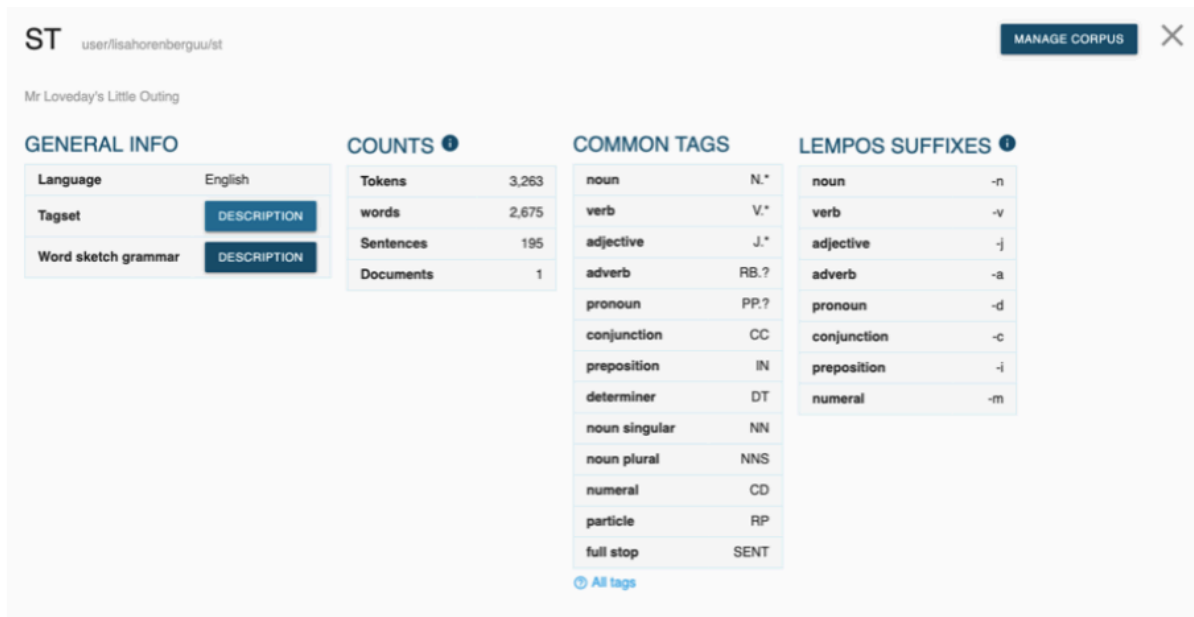 ST user/lisahorenberguu/st MANAGE CORPUS
Mr Loveday's Little Outing
GENERAL INFO
Language English
Tagset DESCRIPTION
Word sketch grammar DESCRIPTION
COUNTS
Tokens 3,263
words 2,675
Sentences 195
Documents 1
COMMON TAGS
noun N.*
verb V.*
adjective J.*
adverb RB.?
pronoun PP.?
conjunction CC
preposition IN
determiner DT
noun singular NN
noun plural NNS
numeral CD
particle RP
full stop SENT
All tags
LEMPOS SUFFIXES
noun -n
verb -v
adjective -j
adverb -a
pronoun -d
conjunction -c
preposition -i
numeral -m